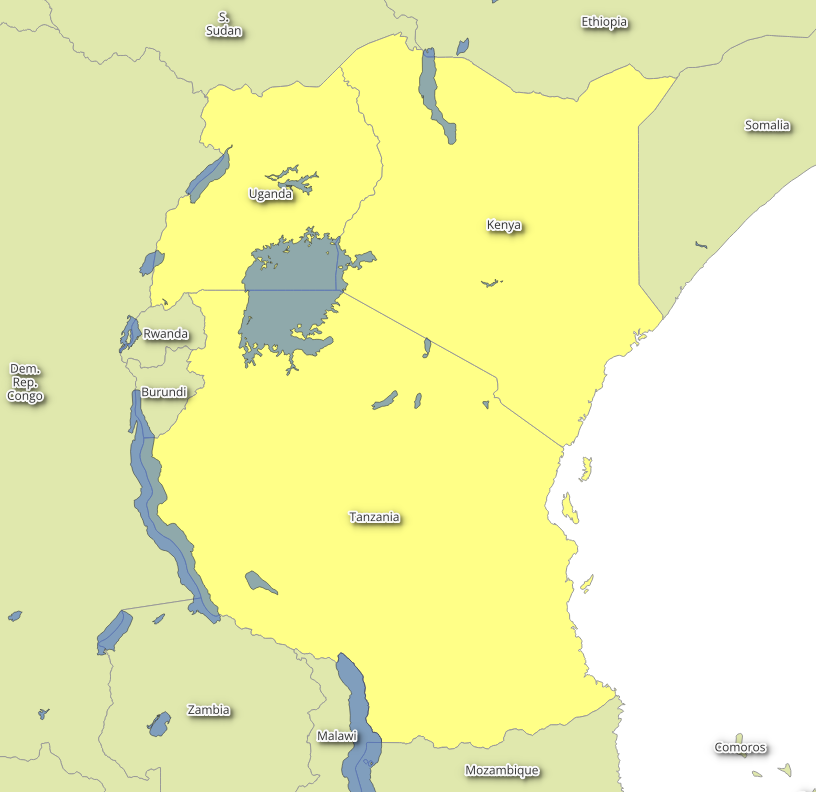 S.
Sudan
Ethiopia
Somalia
Uganda
Kenya
Rwanda
Dem.
Rep.
Congo
Burundi
Tanzania
Zambia
Malawi
Comoros
Mozambique